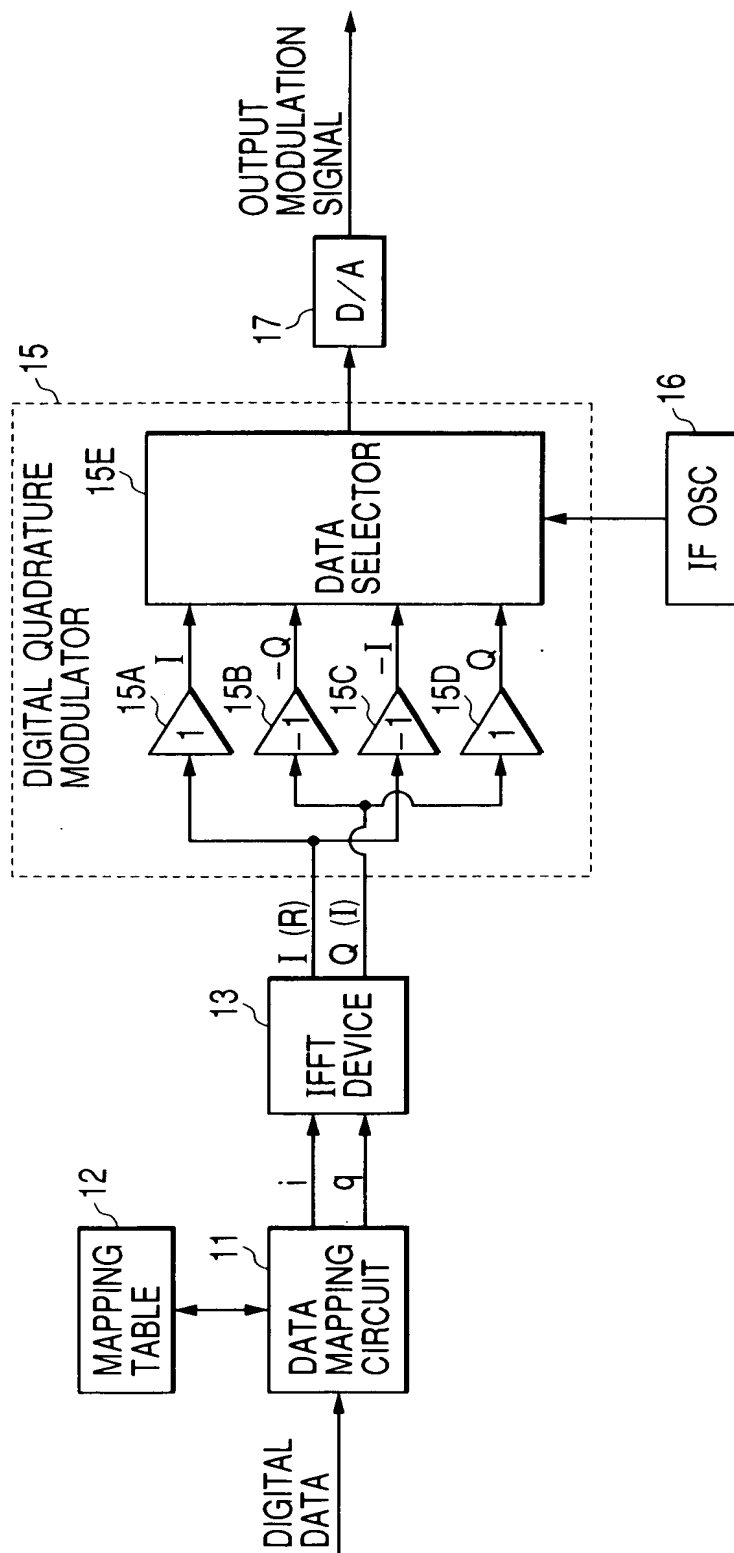 DIGITAL
DATA
11
DATA
MAPPING
CIRCUIT
12
MAPPING
TABLE
i
q
13
IFFT
DEVICE
I (R)
Q (I)
15
DIGITAL QUADRATURE
MODULATOR
15A
1
I
15B
-1
-Q
15C
-1
-I
15D
1
Q
15E
DATA
SELECTOR
16
IF OSC
17
D/A
OUTPUT
MODULATION
SIGNAL